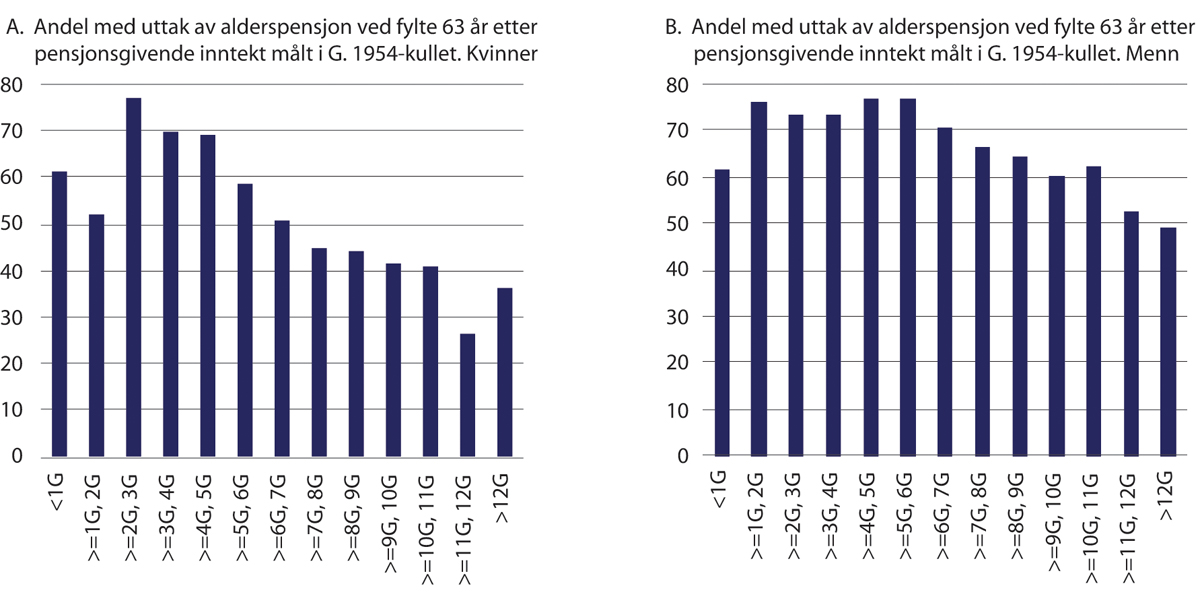 A. Andel med uttak av alderspensjon ved fylte 63 år etter
pensjonsgivende inntekt målt i G. 1954-kullet. Kvinner
80
70
60
50
40
30
20
10
0
<1G
>=1G, 2G
>=2G, 3G
>=3G, 4G
>=4G, 5G
>=5G, 6G
>=6G, 7G
>=7G, 8G
>=8G, 9G
>=9G, 10G
>=10G, 11G
>=11G, 12G
>12G
B. Andel med uttak av alderspensjon ved fylte 63 år etter
pensjonsgivende inntekt målt i G. 1954-kullet. Menn
80
70
60
50
40
30
20
10
0
<1G
>=1G, 2G
>=2G, 3G
>=3G, 4G
>=4G, 5G
>=5G, 6G
>=6G, 7G
>=7G, 8G
>=8G, 9G
>=9G, 10G
>=10G, 11G
>=11G, 12G
>12G